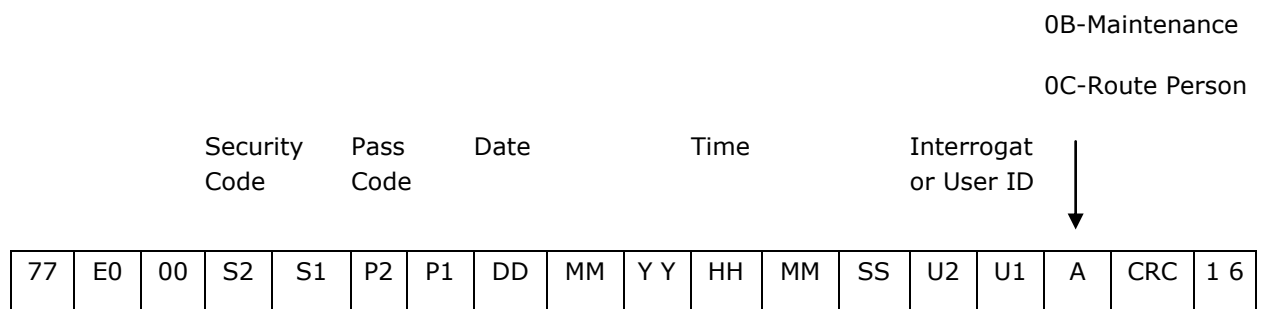 0B-Maintenance
0C-Route Person
Security Pass Date Time Interrogat
Code Code or User ID
77 E0 00 S2 S1 P2 P1 DD MM Y Y HH MM SS U2 U1 A CRC 1 6